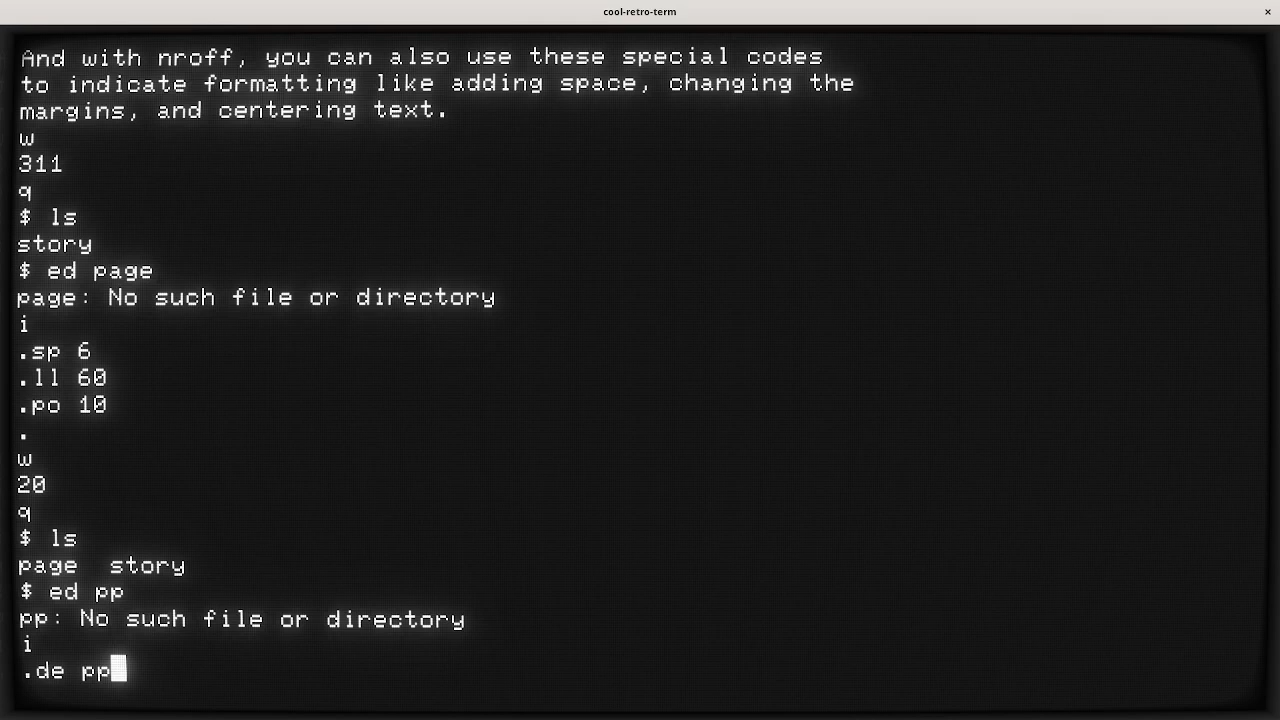 cool-retro-term
×
And with nroff, you can also use these special codes
to indicate formatting like adding space, changing the
margins, and centering text.
w
311
q
$ ls
story
$ ed page
page: No such file or directory
i
.sp 6
.ll 60
.po 10
.
w
20
q
$ ls
page  story
$ ed pp
pp: No such file or directory
i
.de pp